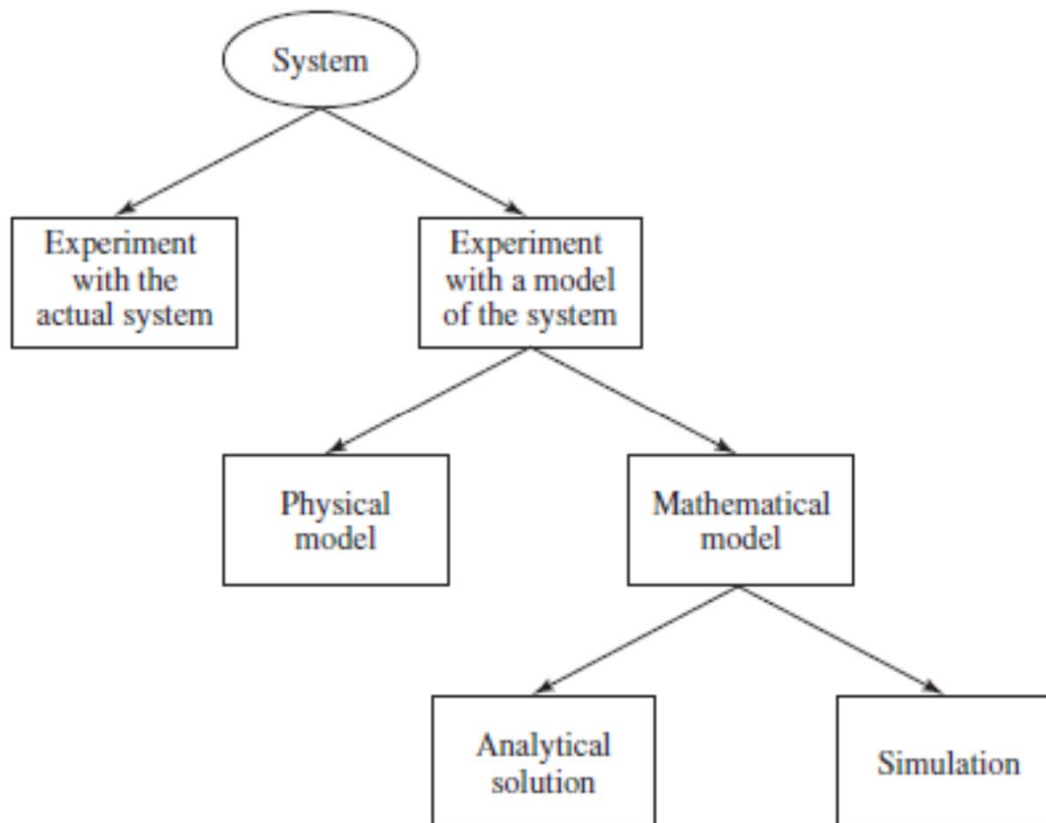 System
Experiment
with the
actual system
Experiment
with a model
of the system
Physical
model
Mathematical
model
Analytical
solution
Simulation